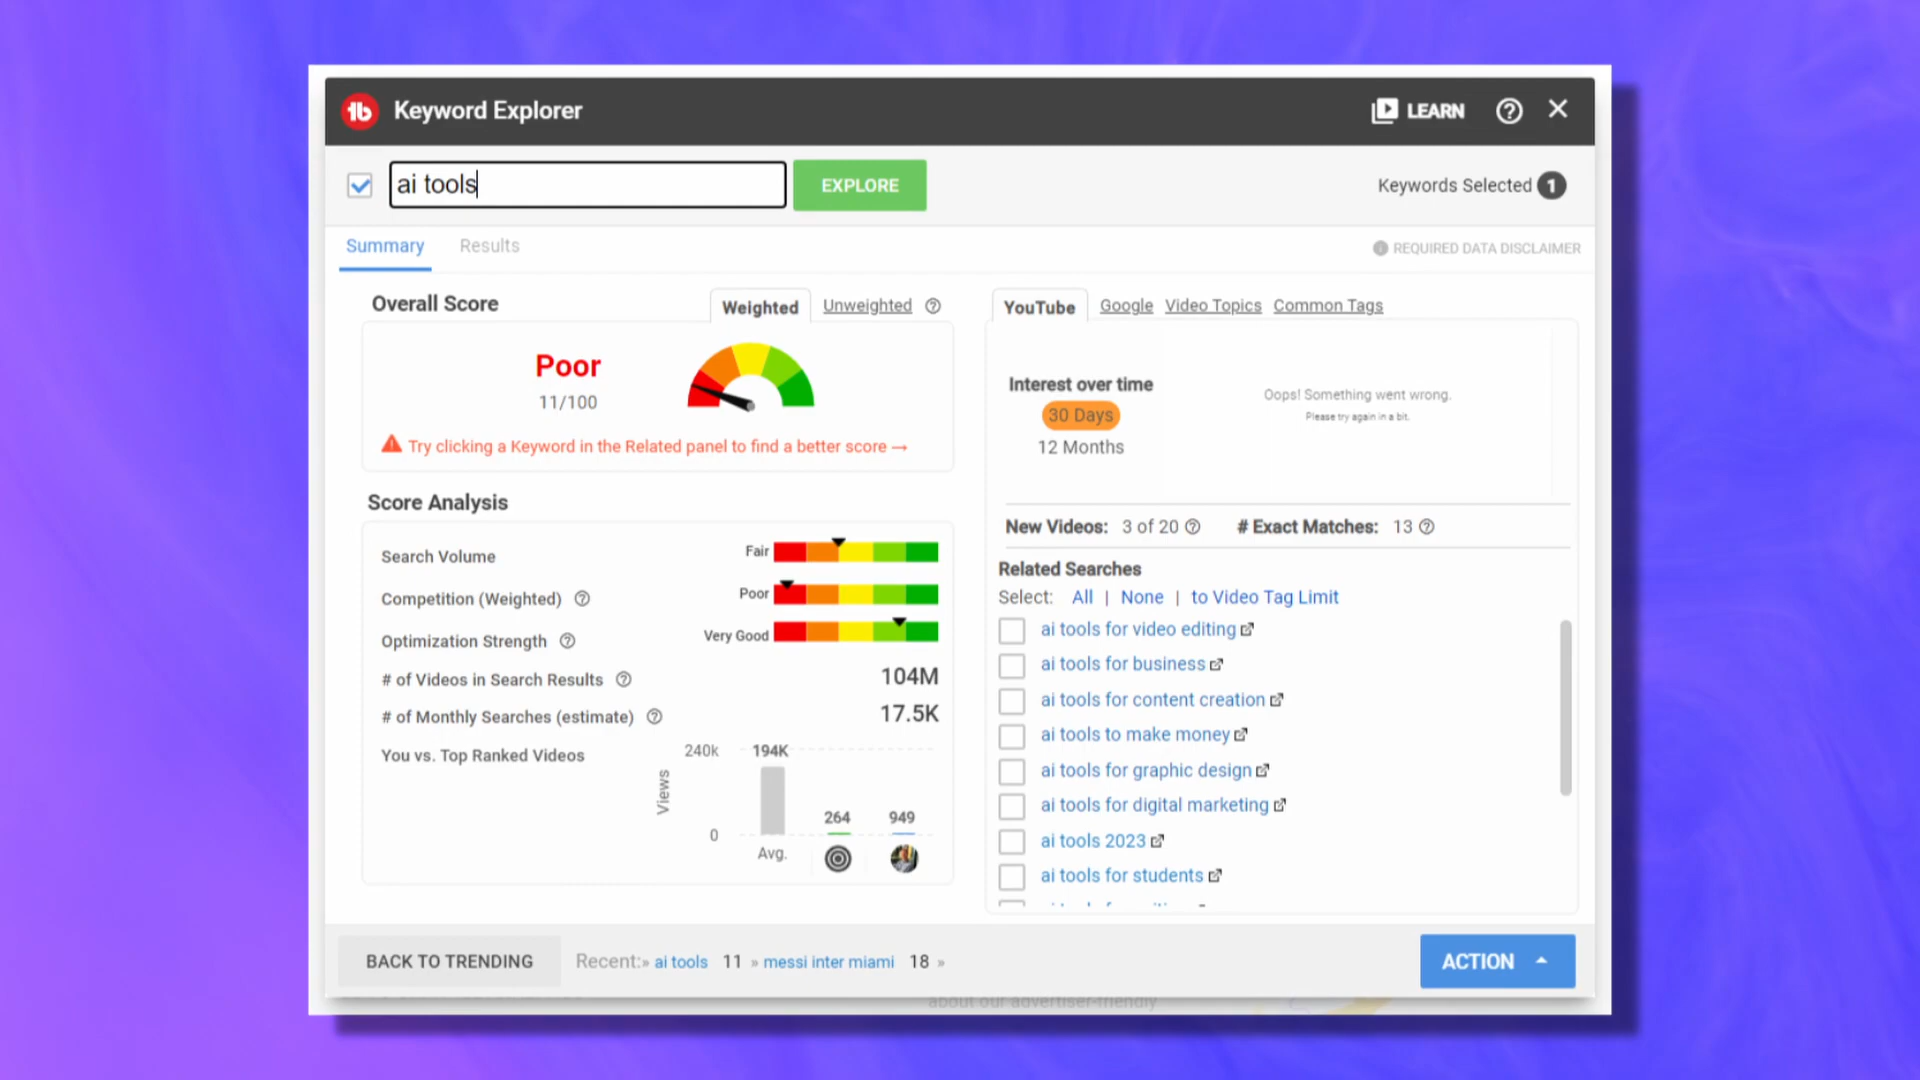 tb Keyword Explorer
LEARN
ai tools
EXPLORE
Keywords Selected 1
Summary Results
REQUIRED DATA DISCLAIMER
Overall Score
Weighted Unweighted
Poor
11/100
Try clicking a Keyword in the Related panel to find a better score →
Score Analysis
Search Volume
Fair
Competition (Weighted)
Poor
Optimization Strength
Very Good
# of Videos in Search Results
104M
# of Monthly Searches (estimate)
17.5K
You vs. Top Ranked Videos
240k
194K
Views
264
949
0
Avg.
YouTube Google Video Topics Common Tags
Interest over time
30 Days
12 Months
Oops! Something went wrong.
Please try again in a bit.
New Videos: 3 of 20 # Exact Matches: 13
Related Searches
Select: All | None | to Video Tag Limit
ai tools for video editing
ai tools for business
ai tools for content creation
ai tools to make money
ai tools for graphic design
ai tools for digital marketing
ai tools 2023
ai tools for students
BACK TO TRENDING
Recent:» ai tools 11 » messi inter miami 18 »
ACTION
about our advertiser-friendly